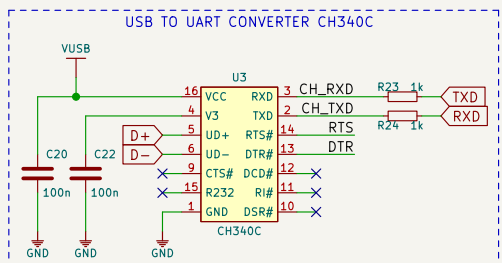 USB TO UART CONVERTER CH340C
VUSB
U3
16 VCC RXD 3 CH_RXD R23 1k TXD
4 V3 TXD 2 CH_TXD R24 1k RXD
D+ 5 UD+ RTS# 14 RTS
D- 6 UD- DTR# 13 DTR
C20 C22 9 CTS# DCD# 12
100n 100n 15 R232 RI# 11
1 GND DSR# 10
CH340C
GND GND GND